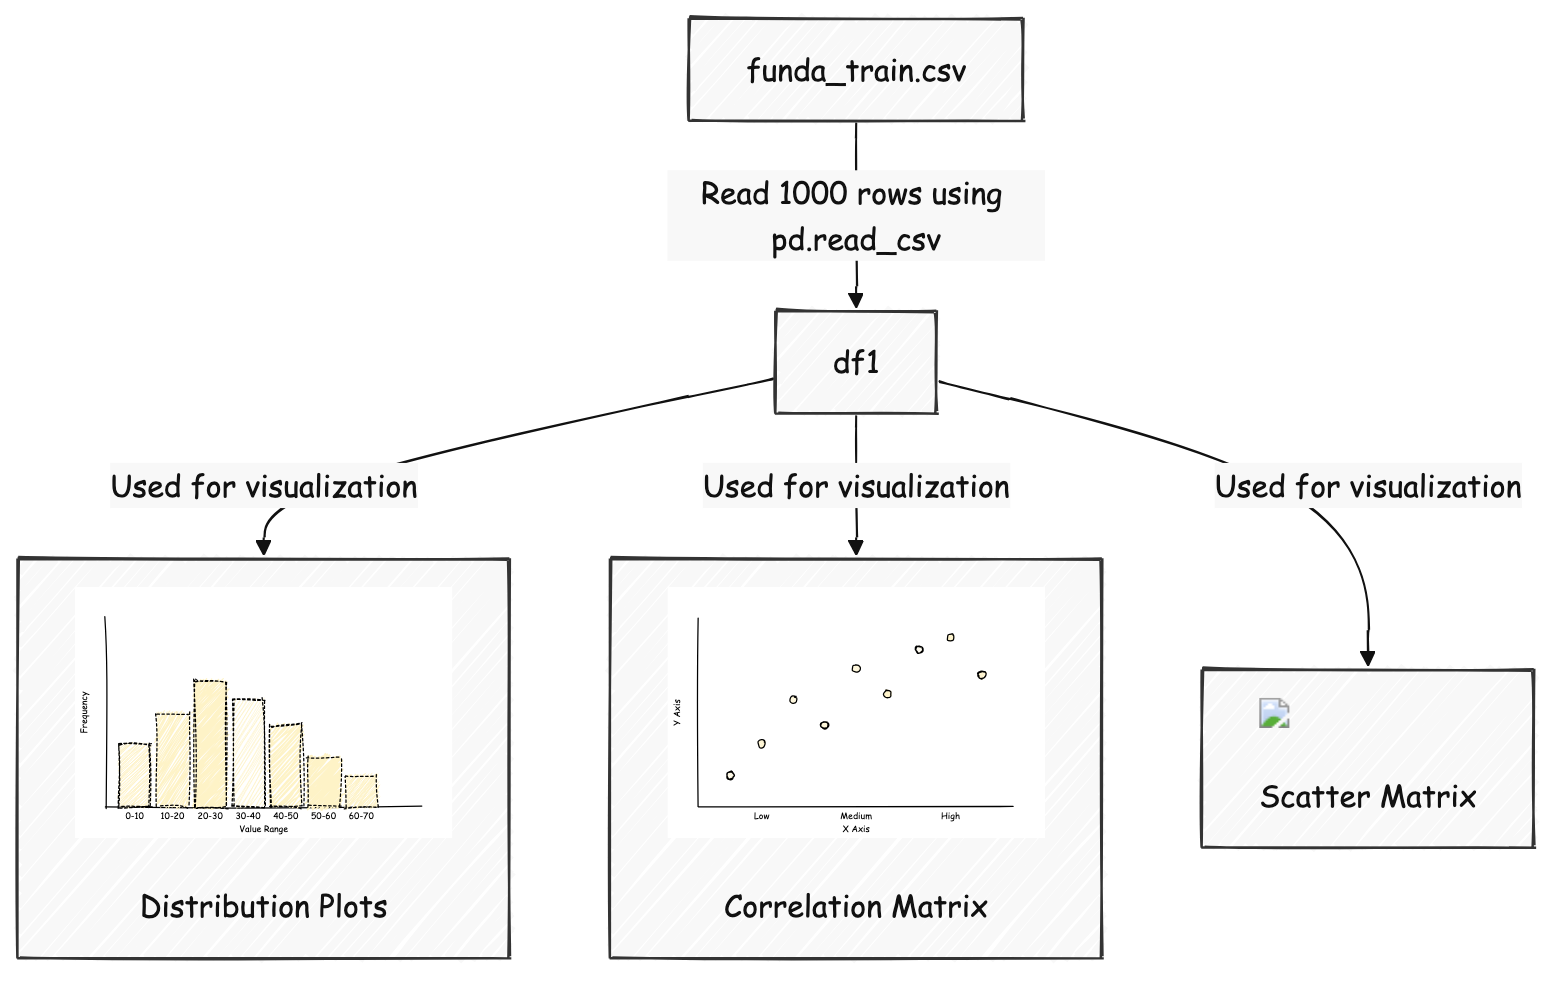 funda_train.csv
Read 1000 rows using
pd.read_csv
df1
Used for visualization
Used for visualization
Used for visualization
Frequency
0-10
10-20
20-30
30-40
40-50
50-60
60-70
Value Range
Distribution Plots
Y Axis
Low
Medium
High
X Axis
Correlation Matrix
Scatter Matrix